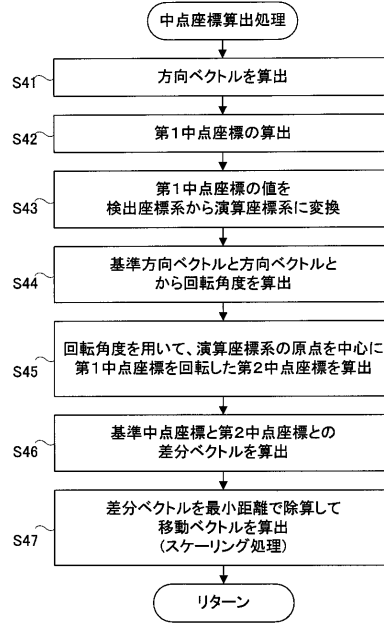 中点座標算出処理
S41
方向ベクトルを算出
S42
第1中点座標の算出
S43
第1中点座標の値を
検出座標系から演算座標系に変換
S44
基準方向ベクトルと方向ベクトルと
から回転角度を算出
S45
回転角度を用いて、演算座標系の原点を中心に
第1中点座標を回転した第2中点座標を算出
S46
基準中点座標と第2中点座標との
差分ベクトルを算出
S47
差分ベクトルを最小距離で除算して
移動ベクトルを算出
(スケーリング処理)
リターン